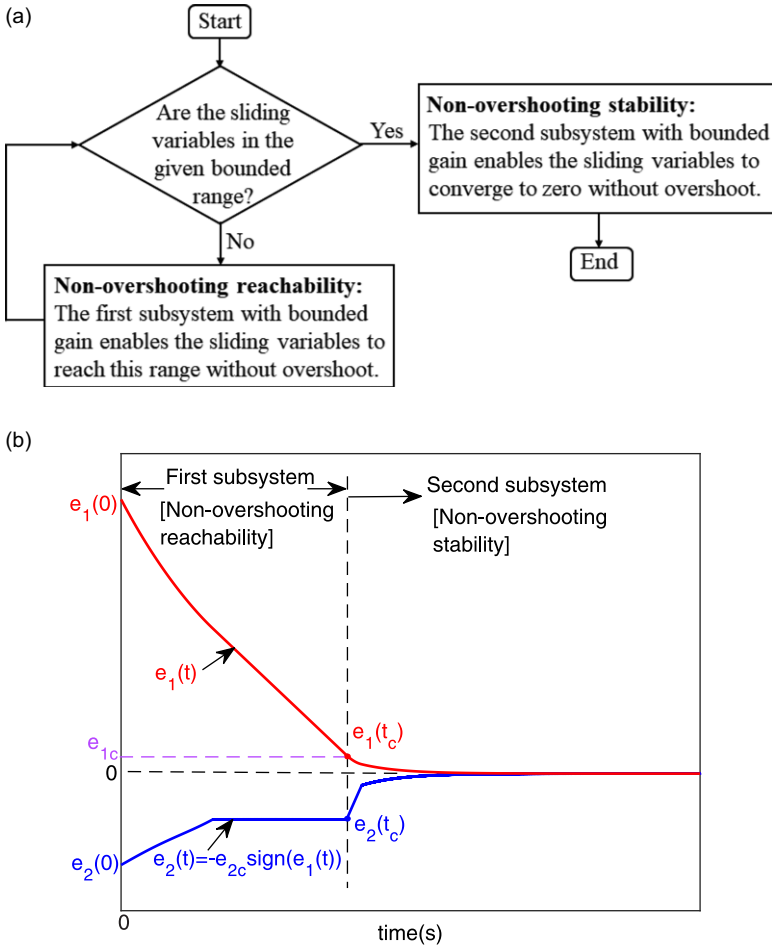 (a)
Start
Are the sliding
variables in the
given bounded
range?
Yes
No
Non-overshooting stability:
The second subsystem with bounded
gain enables the sliding variables to
converge to zero without overshoot.
End
Non-overshooting reachability:
The first subsystem with bounded
gain enables the sliding variables to
reach this range without overshoot.
(b)
First subsystem
[Non-overshooting
reachability]
Second subsystem
[Non-overshooting
stability]
e1(0)
e1(t)
e1(tc)
e1c
0
e2(tc)
e2(0)
e2(t)=-e2csign(e1(t))
0
time(s)